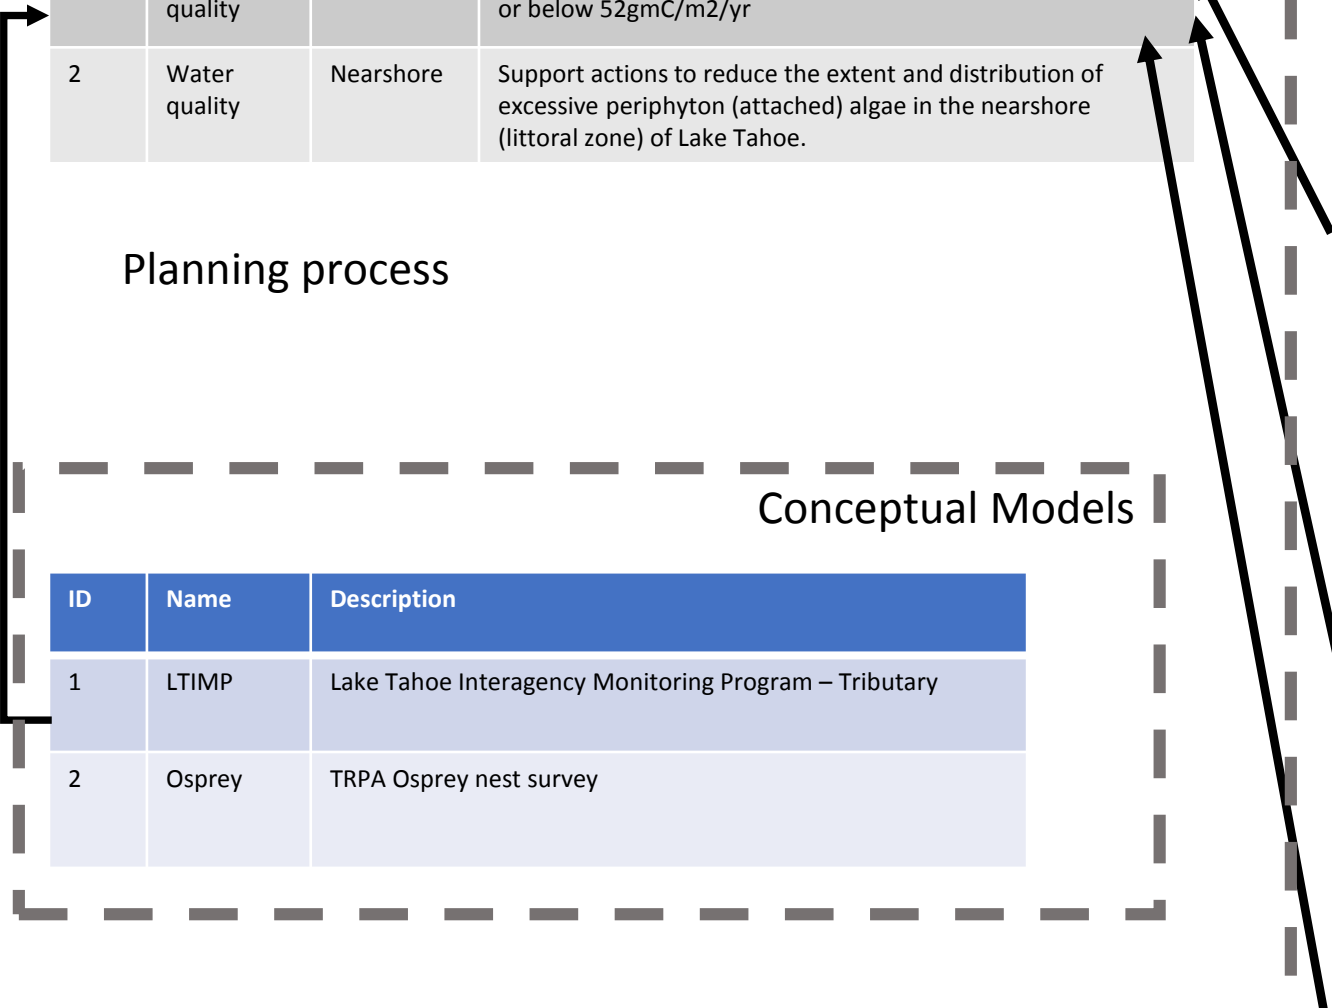 quality or below 52gmC/m2/yr
2 Water Nearshore Support actions to reduce the extent and distribution of
quality excessive periphyton (attached) algae in the nearshore
(littoral zone) of Lake Tahoe.
Planning process
Conceptual Models
ID Name Description
1 LTIMP Lake Tahoe Interagency Monitoring Program – Tributary
2 Osprey TRPA Osprey nest survey